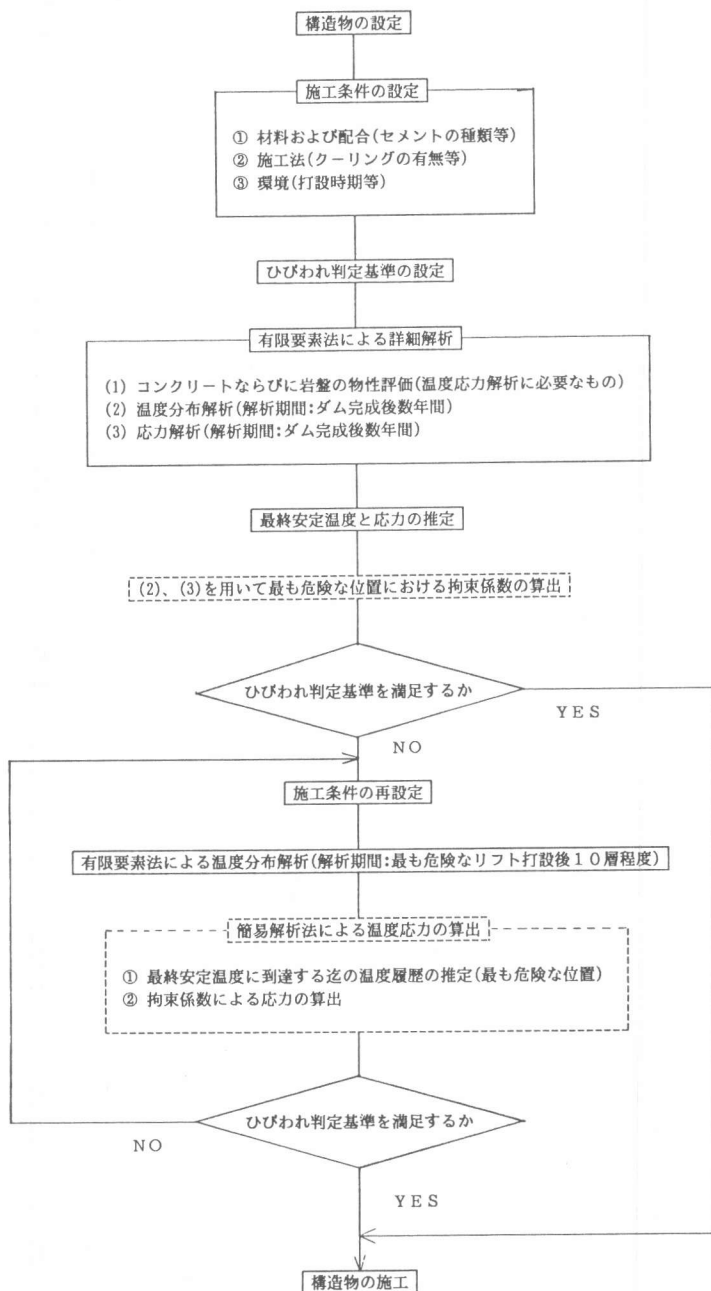 構造物の設定
施工条件の設定
① 材料および配合(セメントの種類等)
② 施工法(クーリングの有無等)
③ 環境(打設時期等)
ひびわれ判定基準の設定
有限要素法による詳細解析
(1) コンクリートならびに岩盤の物性評価(温度応力解析に必要なもの)
(2) 温度分布解析(解析期間:ダム完成後数年間)
(3) 応力解析(解析期間:ダム完成後数年間)
最終安定温度と応力の推定
(2)、(3)を用いて最も危険な位置における拘束係数の算出
ひびわれ判定基準を満足するか
YES
NO
施工条件の再設定
有限要素法による温度分布解析(解析期間:最も危険なリフト打設後10層程度)
簡易解析法による温度応力の算出
① 最終安定温度に到達する迄の温度履歴の推定(最も危険な位置)
② 拘束係数による応力の算出
ひびわれ判定基準を満足するか
NO
YES
構造物の施工